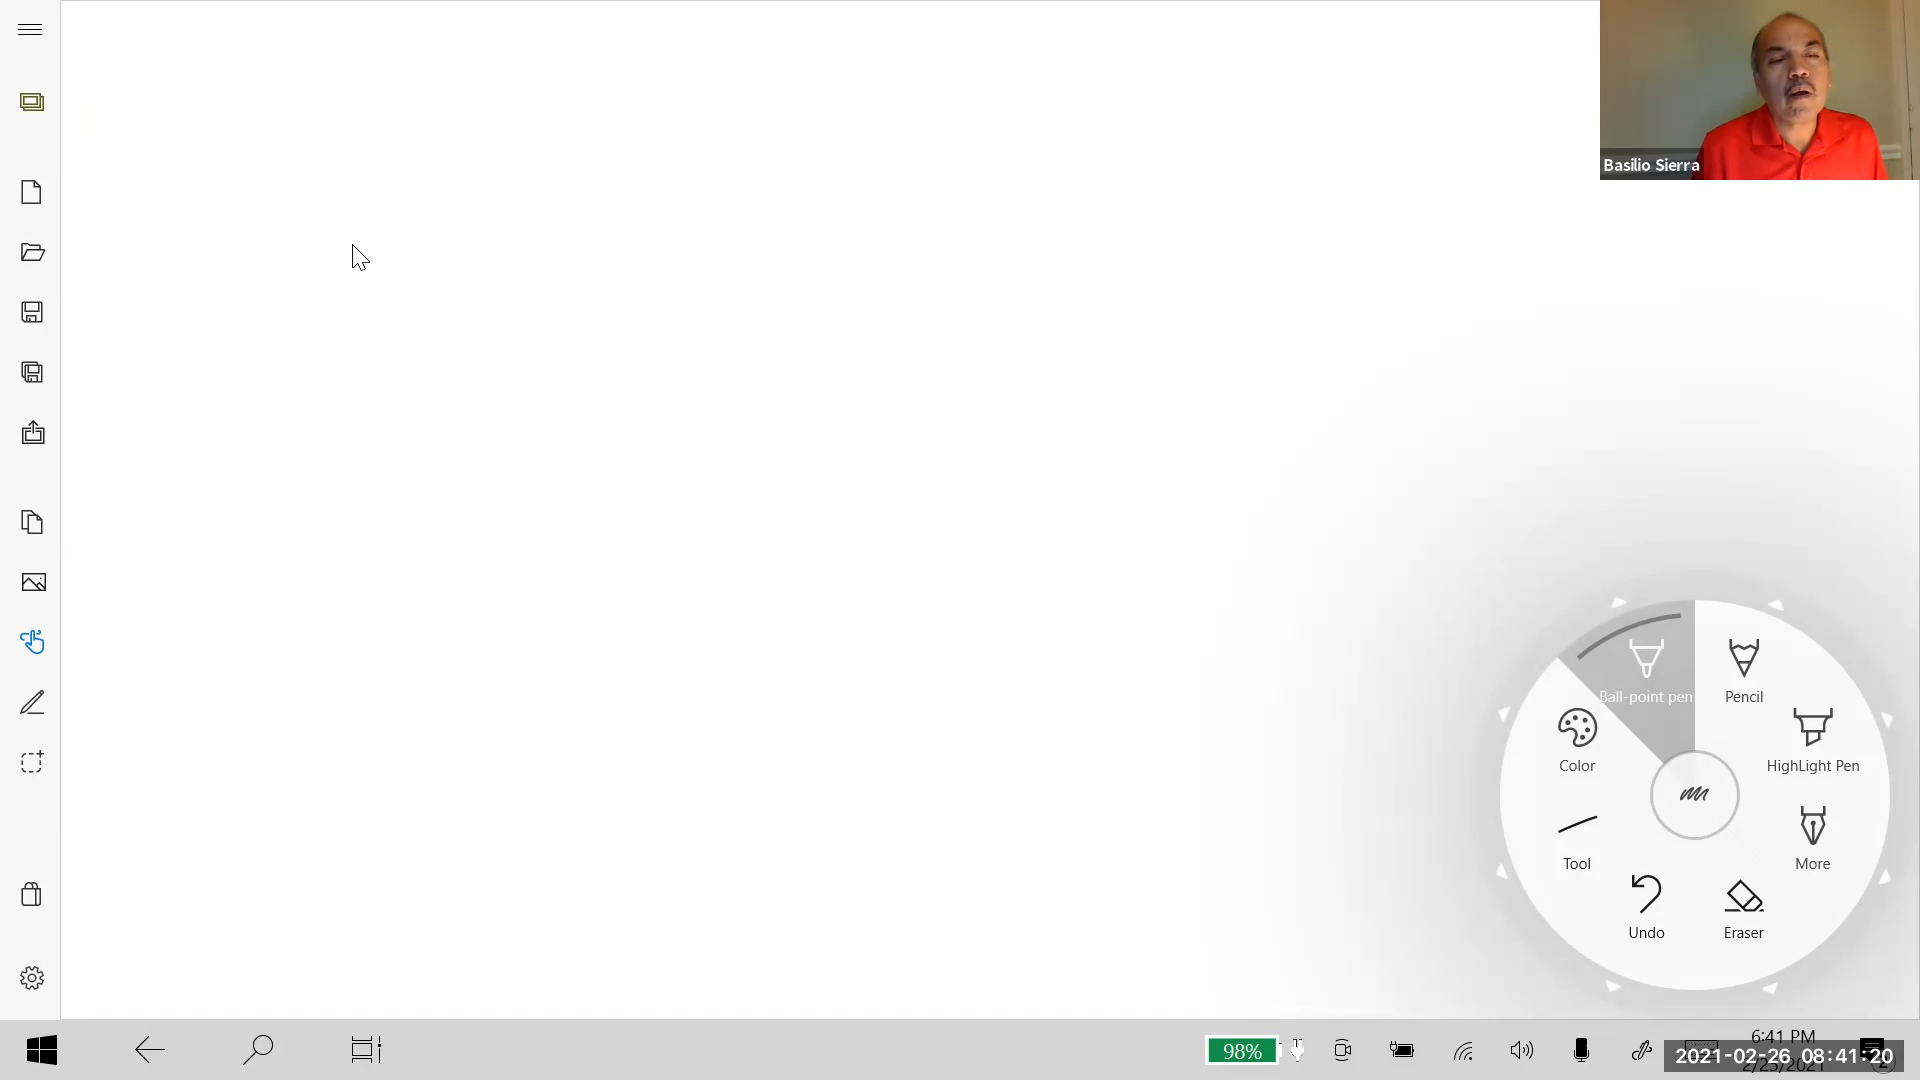 Basilio Sierra
Ball-point pen
Pencil
Color
HighLight Pen
Tool
More
Undo
Eraser
98%
6:41 PM
2021-02-26 08:41:20